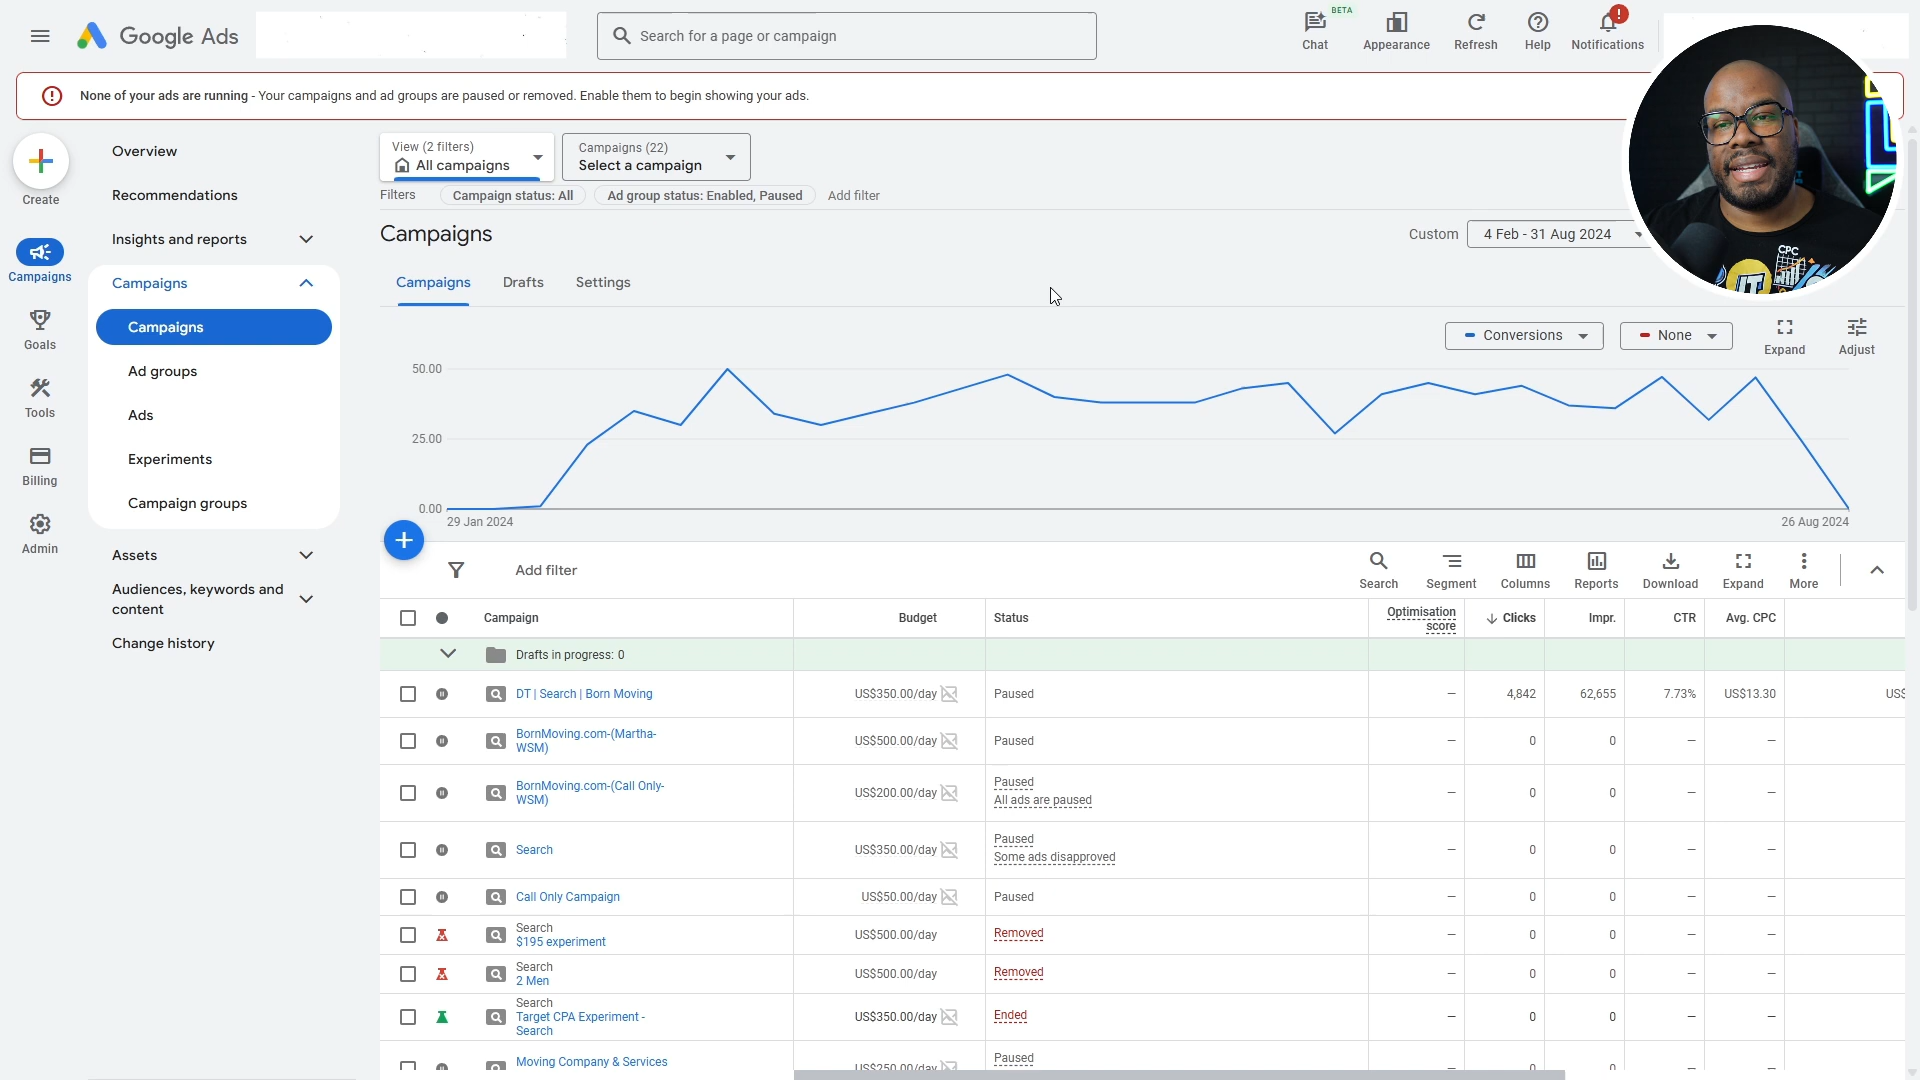 Google Ads
Search for a page or campaign
BETA
Chat
Appearance
Refresh
Help
!
Notifications
None of your ads are running - Your campaigns and ad groups are paused or removed. Enable them to begin showing your ads.
Create
Campaigns
Goals
Tools
Billing
Admin
Overview
Recommendations
Insights and reports
Campaigns
Campaigns
Ad groups
Ads
Experiments
Campaign groups
Assets
Audiences, keywords and
content
Change history
View (2 filters)
All campaigns
Campaigns (22)
Select a campaign
Filters
Campaign status: All
Ad group status: Enabled, Paused
Add filter
Campaigns
Custom
4 Feb - 31 Aug 2024
CPC
Campaigns
Drafts
Settings
Conversions
None
Expand
Adjust
50.00
25.00
0.00
29 Jan 2024
26 Aug 2024
Add filter
Search
Segment
Columns
Reports
Download
Expand
More
Campaign Budget Status Optimisation score Clicks Impr. CTR Avg. CPC
Drafts in progress: 0
DT | Search | Born Moving US$350.00/day Paused — 4,842 62,655 7.73% US$13.30 US$
BornMoving.com-(Martha-
WSM) US$500.00/day Paused — 0 0 — —
BornMoving.com-(Call Only-
WSM) US$200.00/day Paused
All ads are paused — 0 0 — —
Search US$350.00/day Paused
Some ads disapproved — 0 0 — —
Call Only Campaign US$50.00/day Paused — 0 0 — —
Search
$195 experiment US$500.00/day Removed — 0 0 — —
Search
2 Men US$500.00/day Removed — 0 0 — —
Search
Target CPA Experiment -
Search US$350.00/day Ended — 0 0 — —
Moving Company & Services US$250.00/day Paused — 0 0 — —